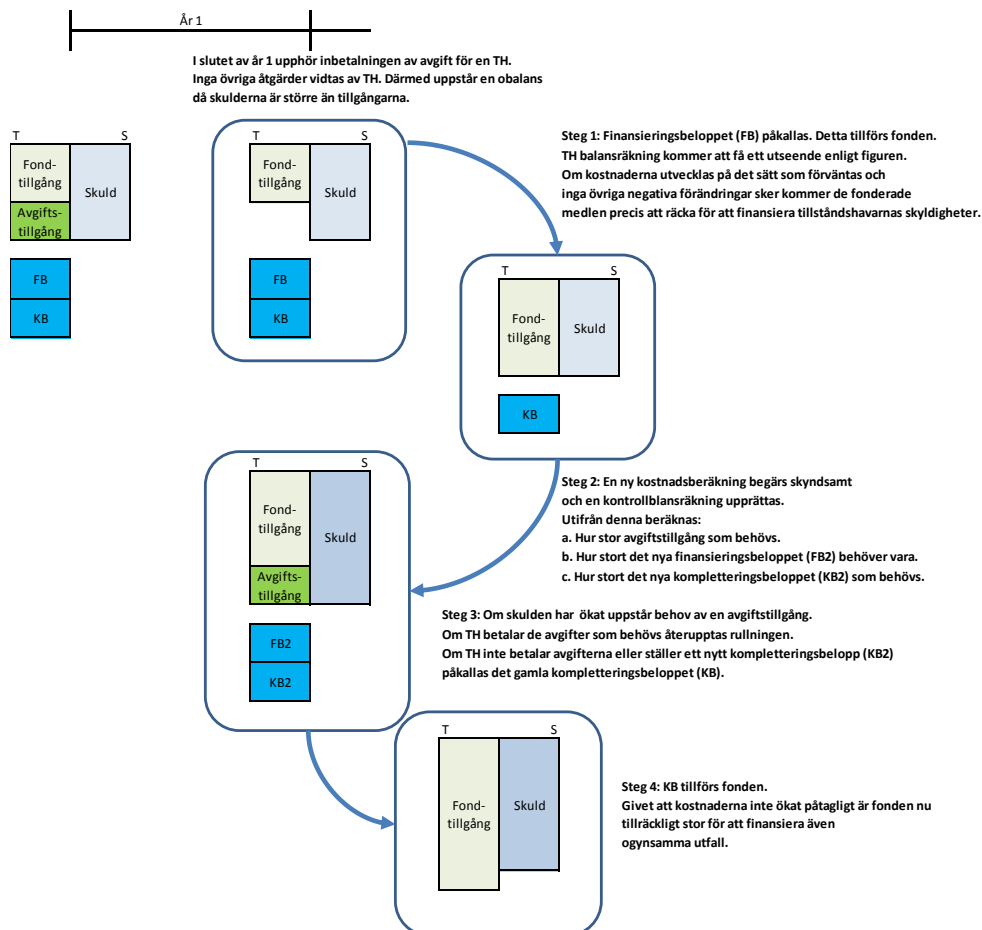 År 1
I slutet av år 1 upphör inbetalningen av avgift för en TH.
Inga övriga åtgärder vidtas av TH. Därmed uppstår en obalans
då skulderna är större än tillgångarna.
T S
Fond-
tillgång
Skuld
Avgifts-
tillgång
FB
KB
T S
Fond-
tillgång
Skuld
FB
KB
Steg 1: Finansieringsbeloppet (FB) påkallas. Detta tillförs fonden.
TH balansräkning kommer att få ett utseende enligt figuren.
Om kostnaderna utvecklas på det sätt som förväntas och
inga övriga negativa förändringar sker kommer de fonderade
medlen precis att räcka för att finansiera tillståndshavarnas skyldigheter.
T S
Fond-
tillgång
Skuld
KB
Steg 2: En ny kostnadsberäkning begärs skyndsamt
och en kontrollblansräkning upprättas.
Utifrån denna beräknas:
a. Hur stor avgiftstillgång som behövs.
b. Hur stort det nya finansieringsbeloppet (FB2) behöver vara.
c. Hur stort det nya kompletteringsbeloppet (KB2) som behövs.
T S
Fond-
tillgång
Skuld
Avgifts-
tillgång
FB2
KB2
Steg 3: Om skulden har ökat uppstår behov av en avgiftstillgång.
Om TH betalar de avgifter som behövs återupptas rullningen.
Om TH inte betalar avgifterna eller ställer ett nytt kompletteringsbelopp (KB2)
påkallas det gamla kompletteringsbeloppet (KB).
T S
Fond-
tillgång
Skuld
Steg 4: KB tillförs fonden.
Givet att kostnaderna inte ökat påtagligt är fonden nu
tillräckligt stor för att finansiera även
ogynsamma utfall.